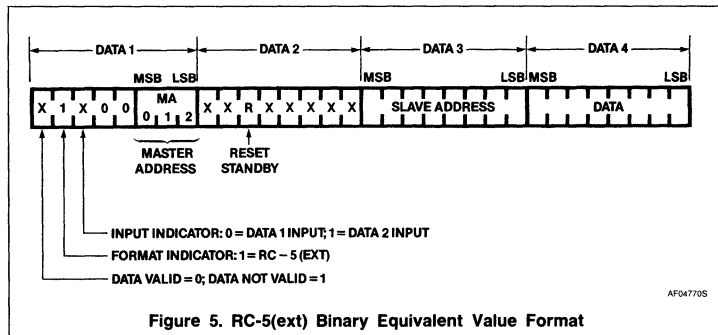 DATA 1 DATA 2 DATA 3 DATA 4
MSB LSB MSB LSB MSB LSB
X 1 X 0 0 MA 0 1 2 X X R X X X X X SLAVE ADDRESS DATA
MASTER ADDRESS RESET STANDBY
INPUT INDICATOR: 0 = DATA 1 INPUT; 1 = DATA 2 INPUT
FORMAT INDICATOR: 1 = RC – 5 (EXT)
DATA VALID = 0; DATA NOT VALID = 1
AF04770S
Figure 5. RC-5(ext) Binary Equivalent Value Format